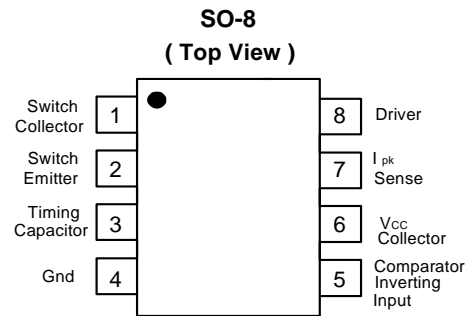 SO-8
( Top View )
Switch
Collector
1
8
Driver
Switch
Emitter
2
7
I pk
Sense
Timing
Capacitor
3
6
Vcc
Collector
Gnd
4
5
Comparator
Inverting
Input